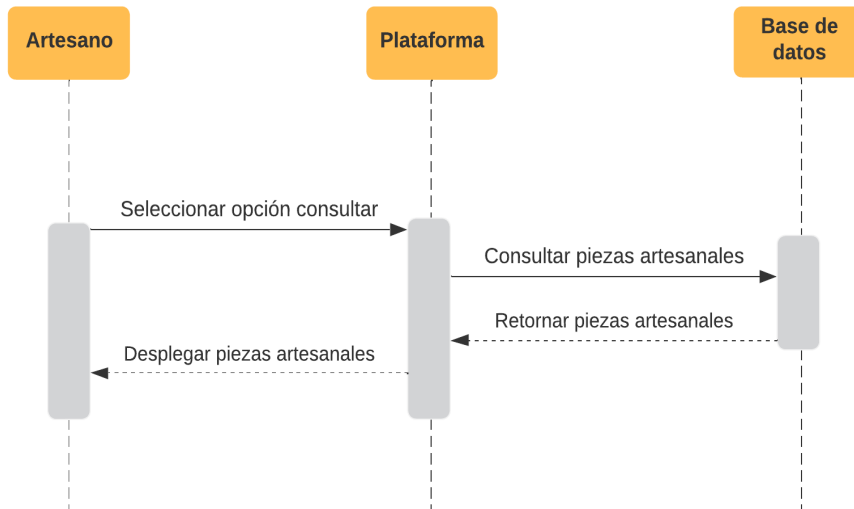 Artesano
Plataforma
Base de
datos
Seleccionar opción consultar
Consultar piezas artesanales
Retornar piezas artesanales
Desplegar piezas artesanales